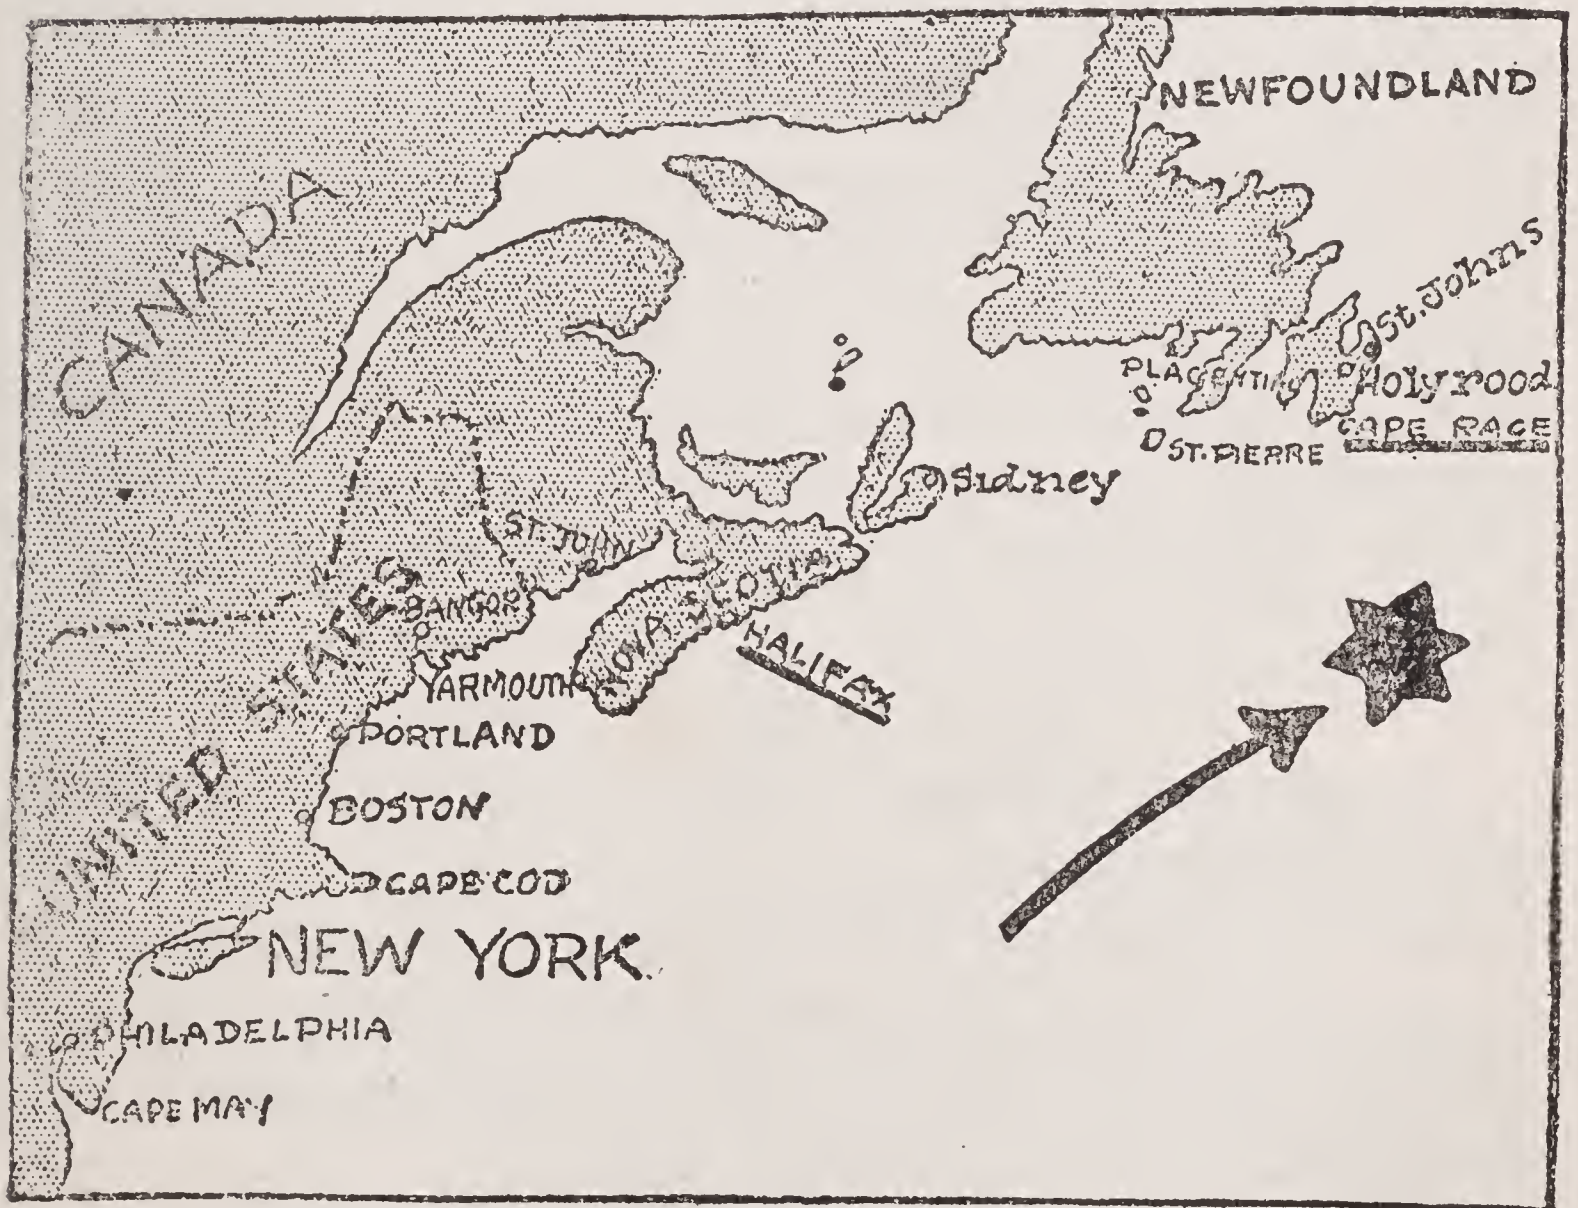 NEWFOUNDLAND
CANADA
St. Johns
PLACENTIA
Holyrood
CAPE RACE
ST. PIERRE
Sidney
ST. JOHN
NOVA SCOTIA
BANGOR
HALIFAX
UNITED STATES
YARMOUTH
PORTLAND
BOSTON
CAPE COD
NEW YORK
PHILADELPHIA
CAPE MAY